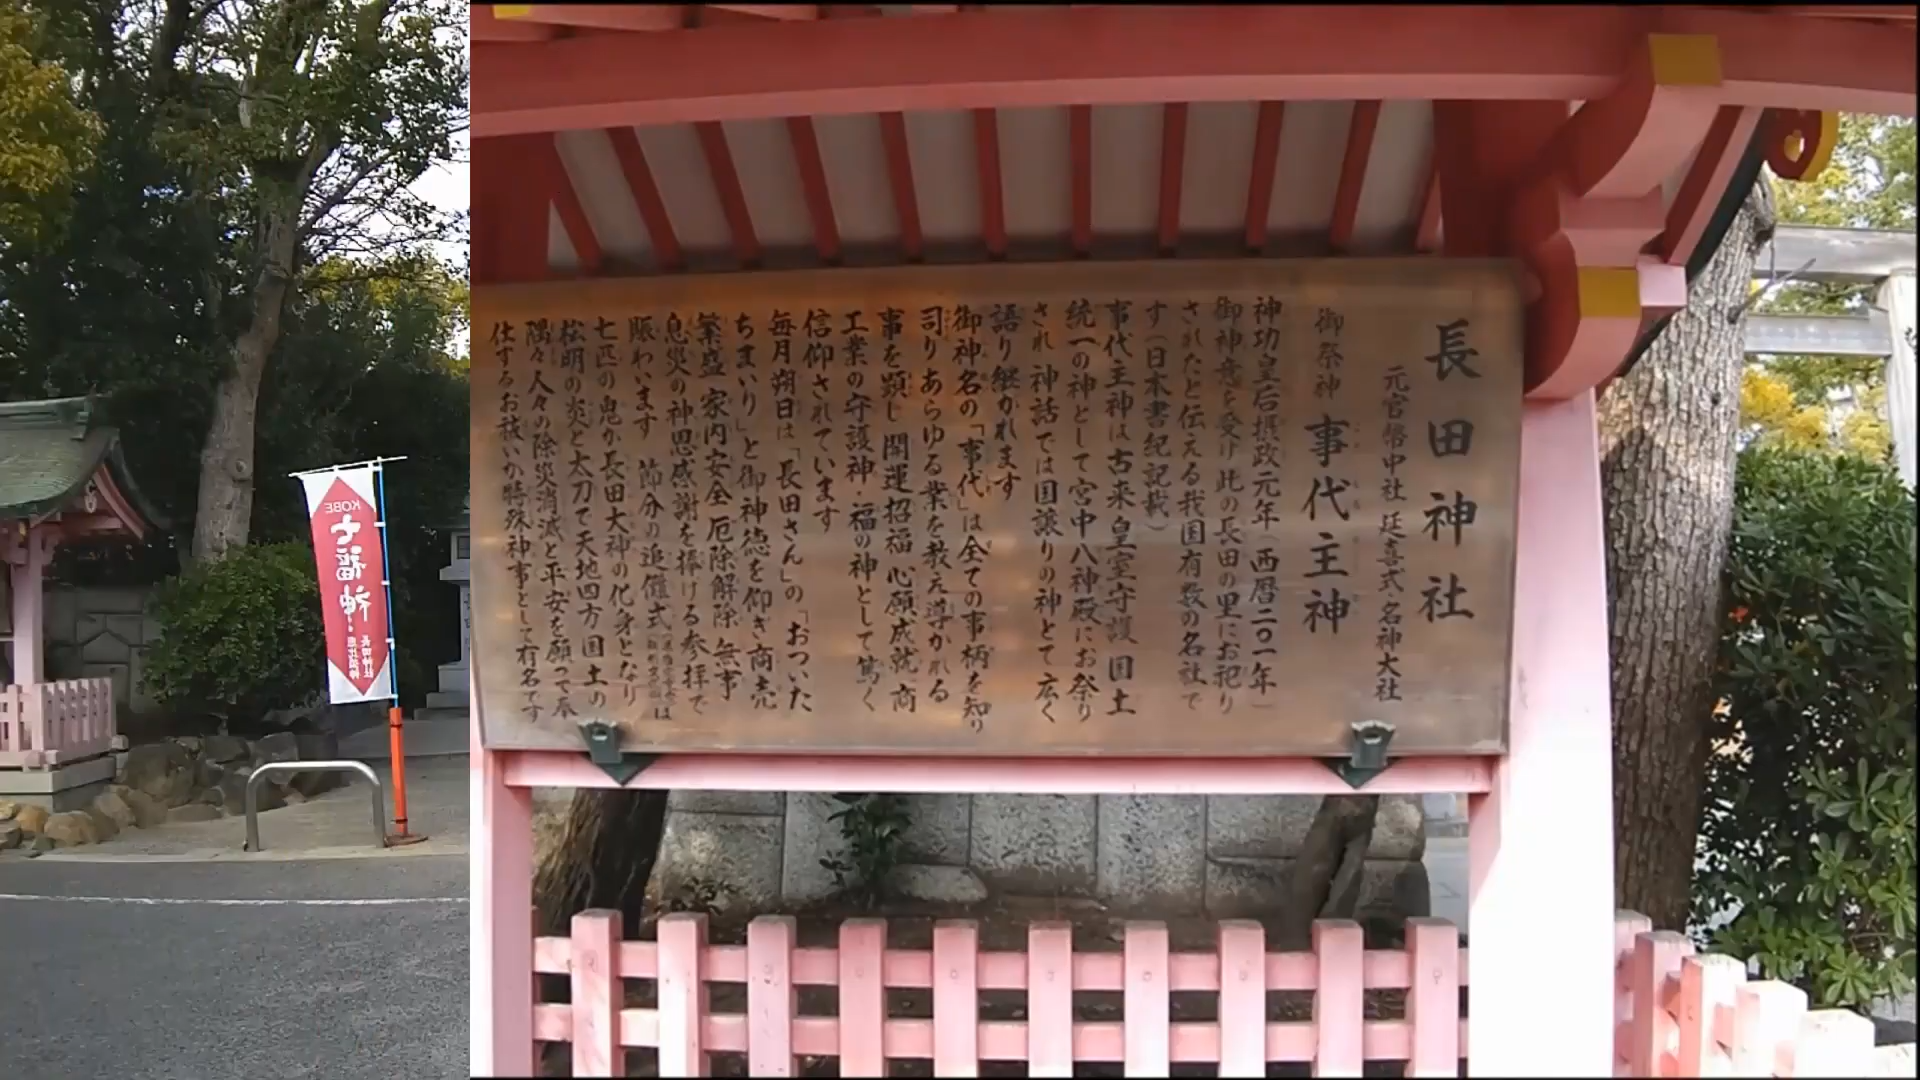 長田神社
元官幣中社 延喜式名神大社
御祭神 事代主神
神功皇后摂政元年(西暦二〇一年)
御神意を受け此の長田の里にお祀り
されたと伝える我国有数の名社で
す(日本書紀記載)
事代主神は古来皇室守護 国土
統一の神として宮中八神殿にお祭り
され 神話では国譲りの神とて広く
語り継がれます
御神名の「事代」は全ての事柄を知り
司りあらゆる業を教え導かれる
事を顕し 開運招福 心願成就 商
工業の守護神・福の神として篤く
信仰されています
毎月朔日は「長田さん」の「おついた
ちまいり」と御神徳を仰ぎ商売
繁盛 家内安全 厄除解除 無事
息災の神恩感謝を捧げる参拝で
賑わいます 節分の追儺式は
七匹の鬼が長田大神の化身となり
松明の炎と太刀で天地四方国土の
隅々人々の除災消滅と平安を願って奉
仕するお祓いが特殊神事として有名です
KOBE
七福神
長田神社
恵比須神